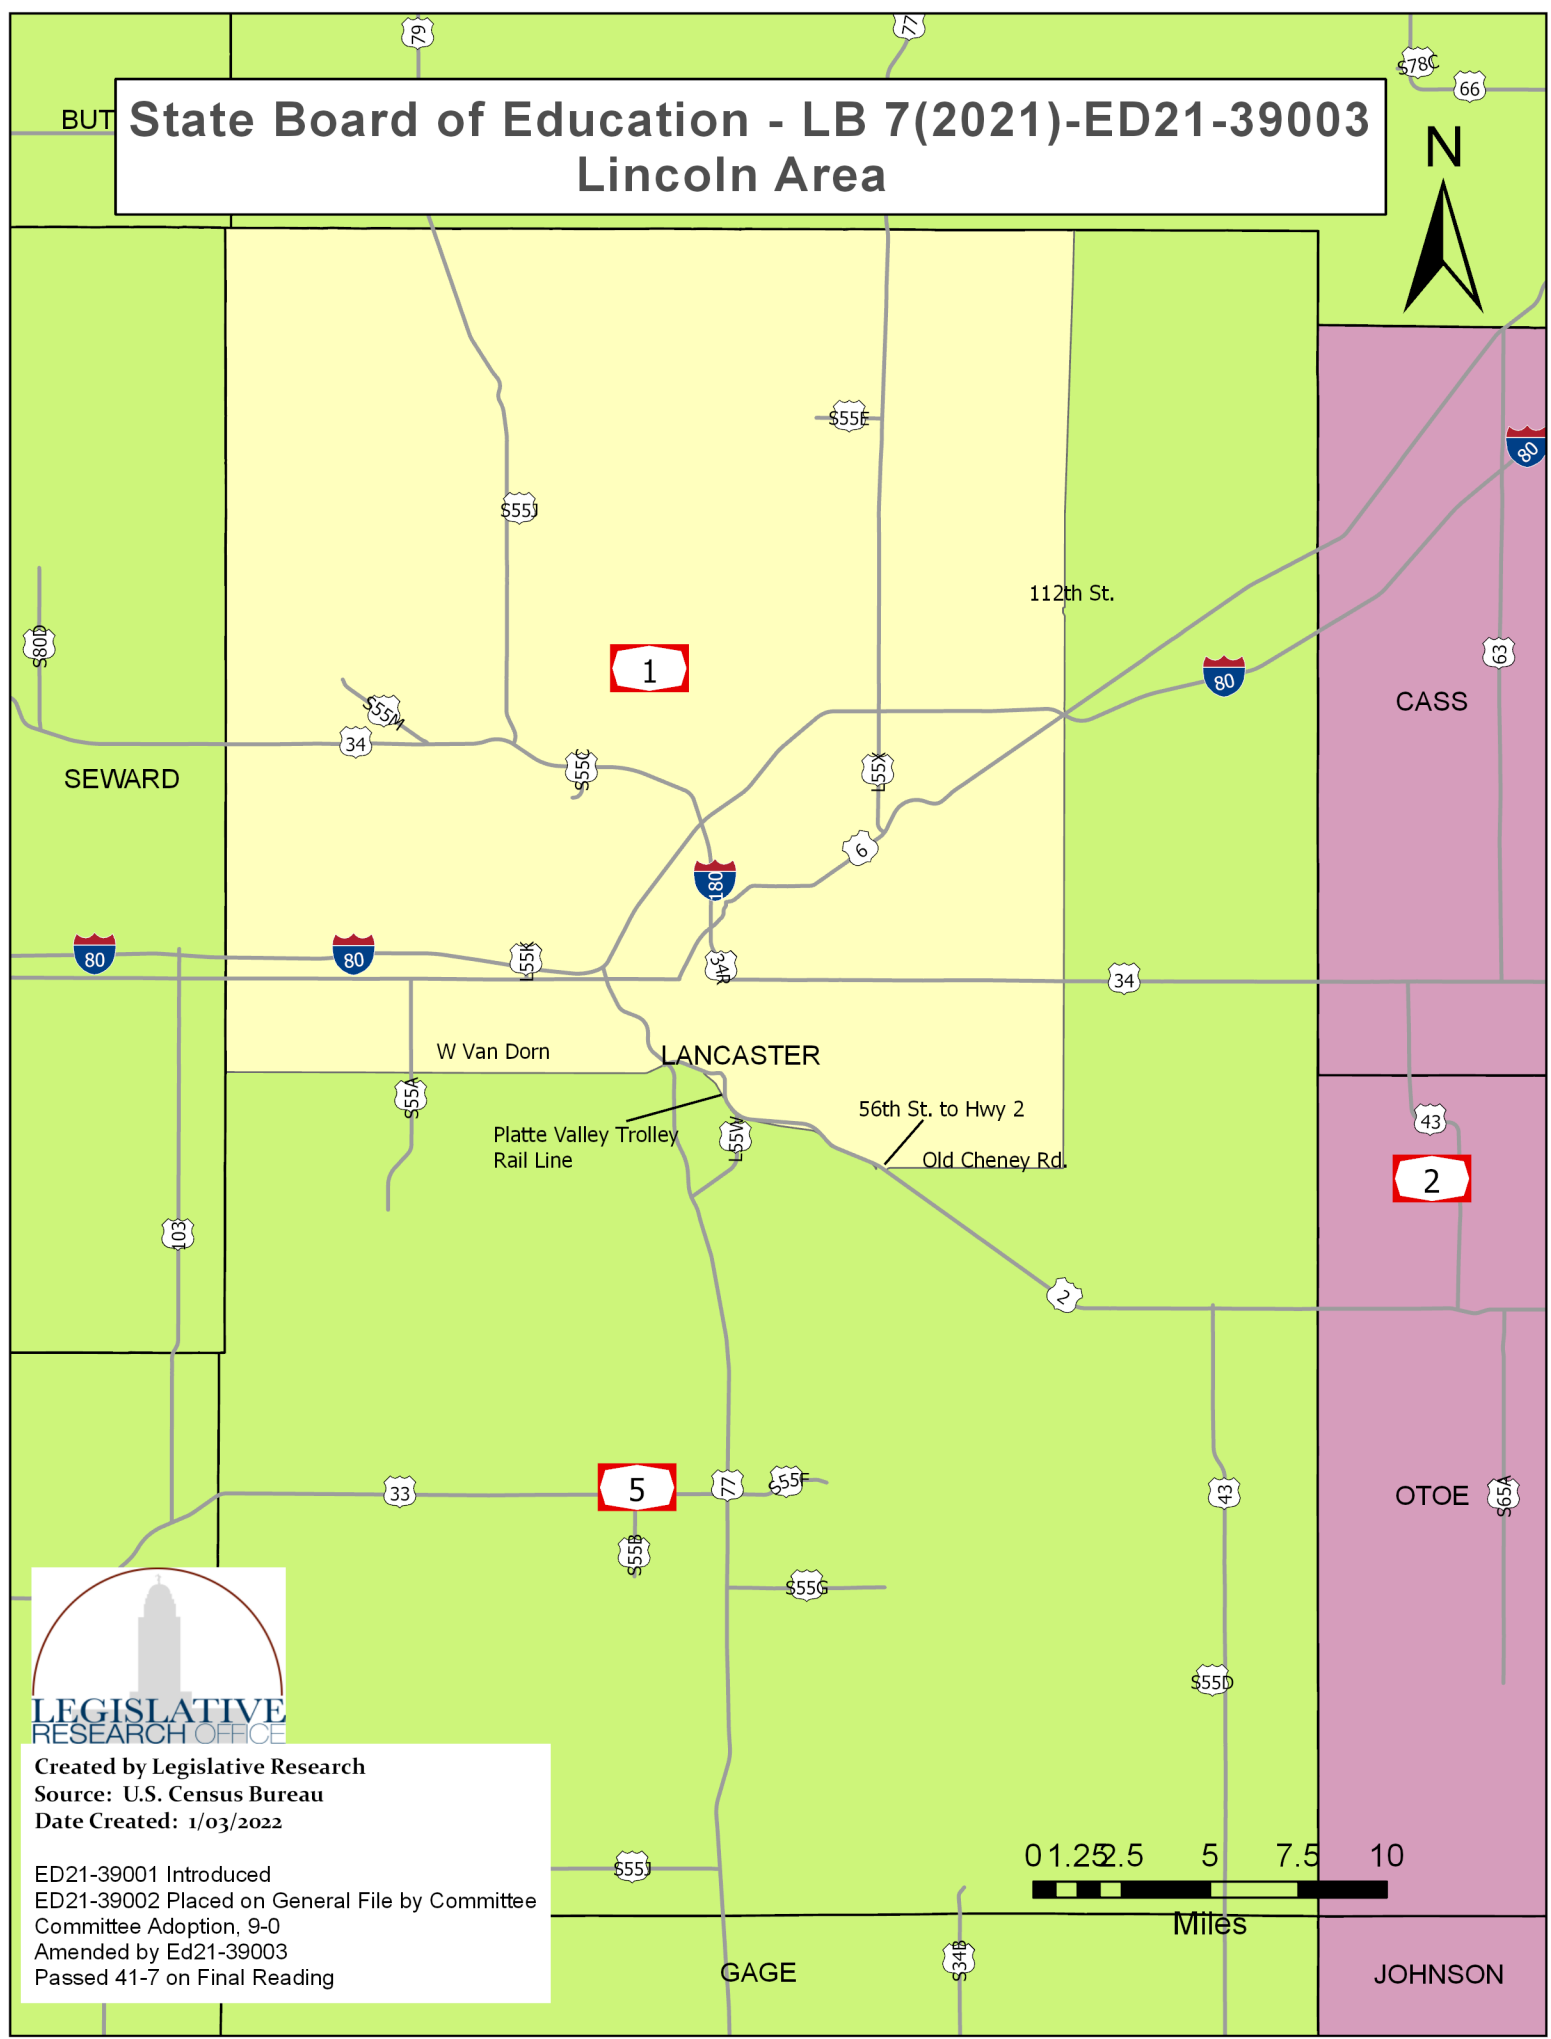 79
77
S78C
66
BUT
State Board of Education - LB 7(2021)-ED21-39003
Lincoln Area
N
S55E
80
S55J
112th St.
S80D
63
1
80
CASS
S55M
34
SEWARD
S55C
L55X
6
180
80
80
L55K
34R
34
W Van Dorn
LANCASTER
S55A
56th St. to Hwy 2
43
Platte Valley Trolley
Rail Line
L55W
Old Cheney Rd.
2
103
2
33
5
77
S55F
43
OTOE
S65A
S55B
S55G
S55D
LEGISLATIVE
RESEARCH OFFICE
Created by Legislative Research
Source: U.S. Census Bureau
Date Created: 1/03/2022
ED21-39001 Introduced
ED21-39002 Placed on General File by Committee
Committee Adoption, 9-0
Amended by Ed21-39003
Passed 41-7 on Final Reading
S55J
0 1.25 2.5 5 7.5 10
Miles
GAGE
S34B
JOHNSON